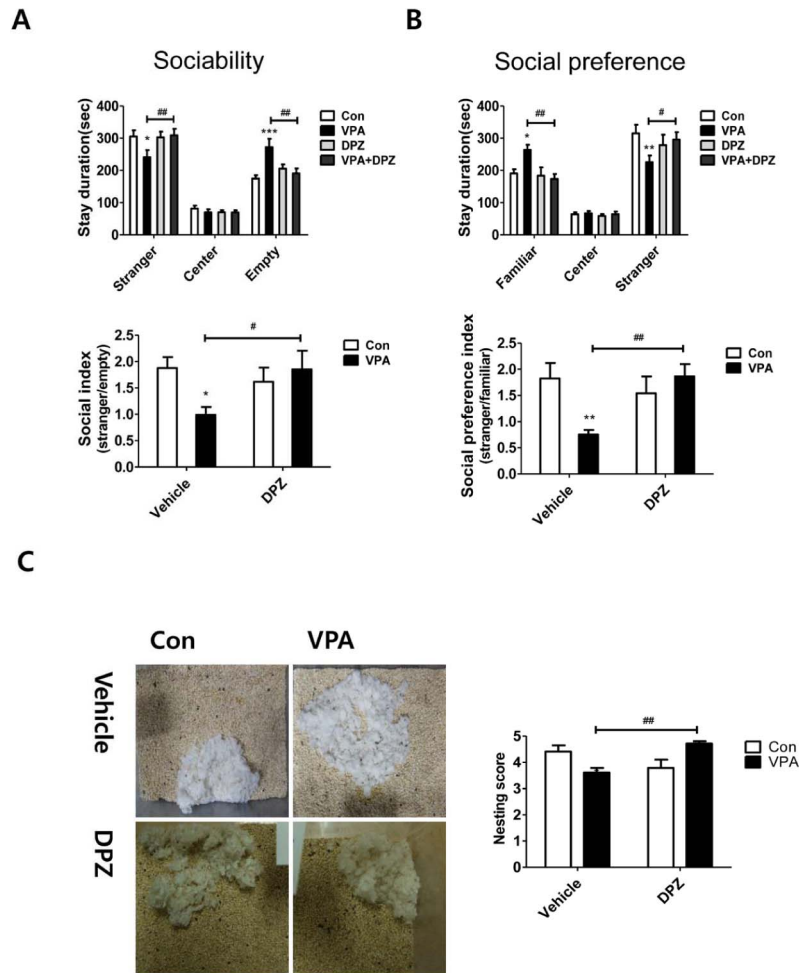 A
Sociability
Stay duration(sec)
400
300
200
100
0
*
##
***
##
Stranger
Center
Empty
Con
VPA
DPZ
VPA+DPZ
Social index
(stranger/empty)
2.5
2.0
1.5
1.0
0.5
0.0
*
#
Vehicle
DPZ
Con
VPA
B
Social preference
Stay duration(sec)
400
300
200
100
0
*
##
**
#
Familiar
Center
Stranger
Con
VPA
DPZ
VPA+DPZ
Social preference index
(stranger/familiar)
2.5
2.0
1.5
1.0
0.5
0.0
**
##
Vehicle
DPZ
Con
VPA
C
Con
VPA
Vehicle
DPZ
Nesting score
5
4
3
2
1
0
##
Vehicle
DPZ
Con
VPA